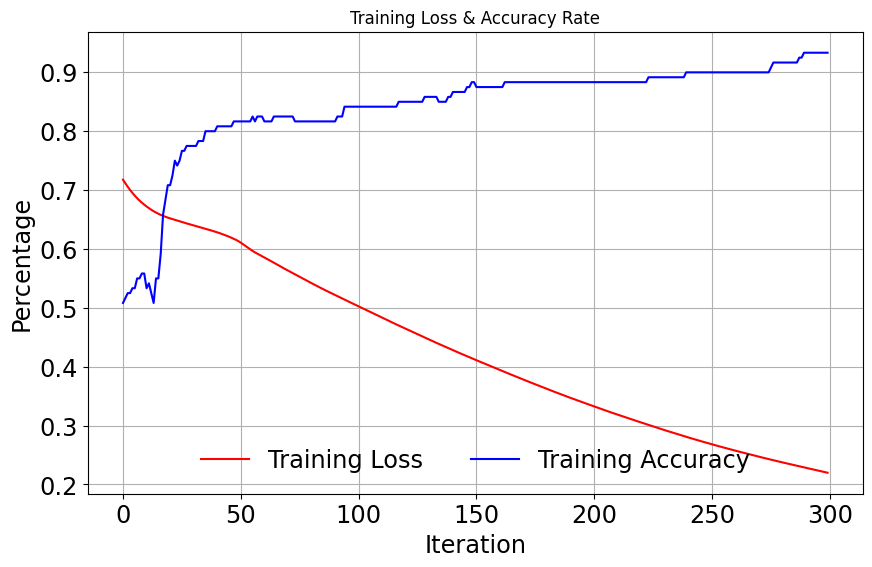 Training Loss & Accuracy Rate
Percentage
0.9
0.8
0.7
0.6
0.5
0.4
0.3
0.2
Training Loss
Training Accuracy
0 50 100 150 200 250 300
Iteration